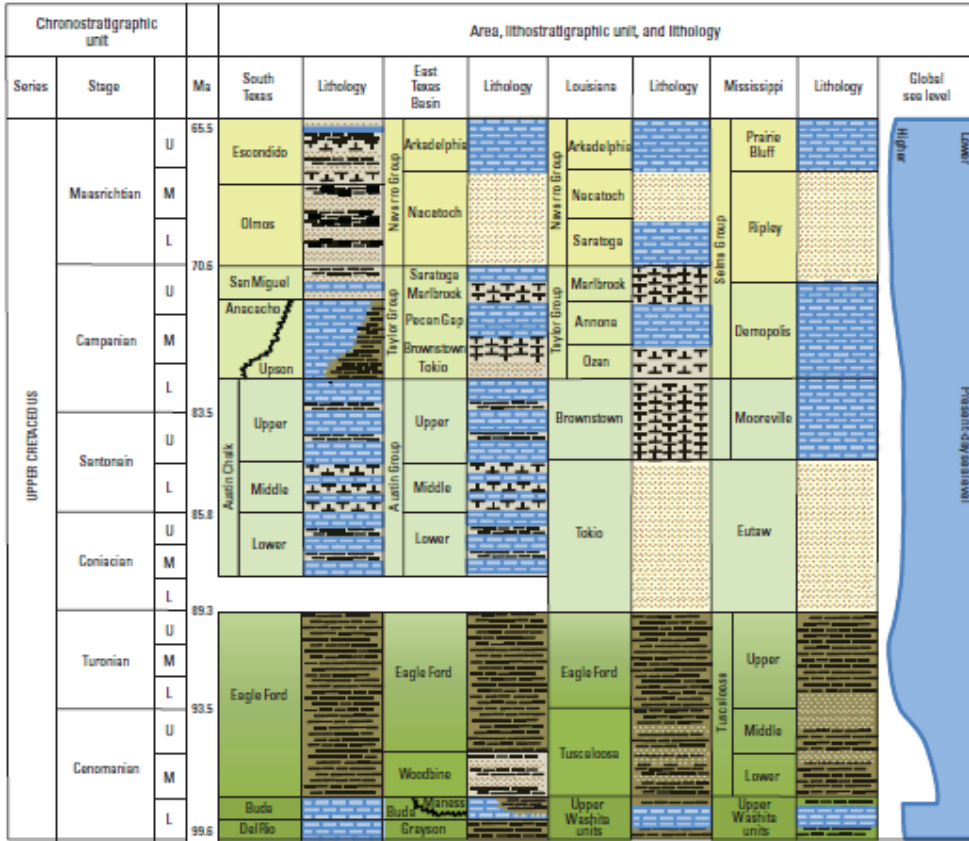 Chronostratigraphic
unit
Area, lithostratigraphic unit, and lithology
Series
Stage
Ma
South
Texas
Lithology
East
Texas
Basin
Lithology
Louisiana
Lithology
Mississippi
Lithology
Global
sea level
UPPER CRETACEOUS
Maasrichtian
U
M
L
Campanian
U
M
L
Santonain
U
L
Coniacian
U
M
L
Turonian
U
M
L
Cenomanian
U
M
L
65.5
70.6
83.5
85.8
89.3
93.5
99.6
Escondido
Olmos
San Miguel
Anacacho
Upson
Austin Chalk
Upper
Middle
Lower
Eagle Ford
Buda
Del Rio
Navarro Group
Arkadelphia
Nacatoch
Taylor Group
Saratoga
Marlbrook
Pecan Gap
Brownstown
Tokio
Austin Group
Upper
Middle
Lower
Eagle Ford
Woodbine
Maness
Buda
Grayson
Navarro Group
Arkadelphia
Nacatoch
Saratoga
Taylor Group
Marlbrook
Annona
Ozan
Brownstown
Tokio
Eagle Ford
Tuscaloosa
Upper
Washita
units
Selma Group
Prairie
Bluff
Ripley
Demopolis
Mooreville
Eutaw
Tuscaloosa
Upper
Middle
Lower
Upper
Washita
units
Higher
Lower
Present-day sea level